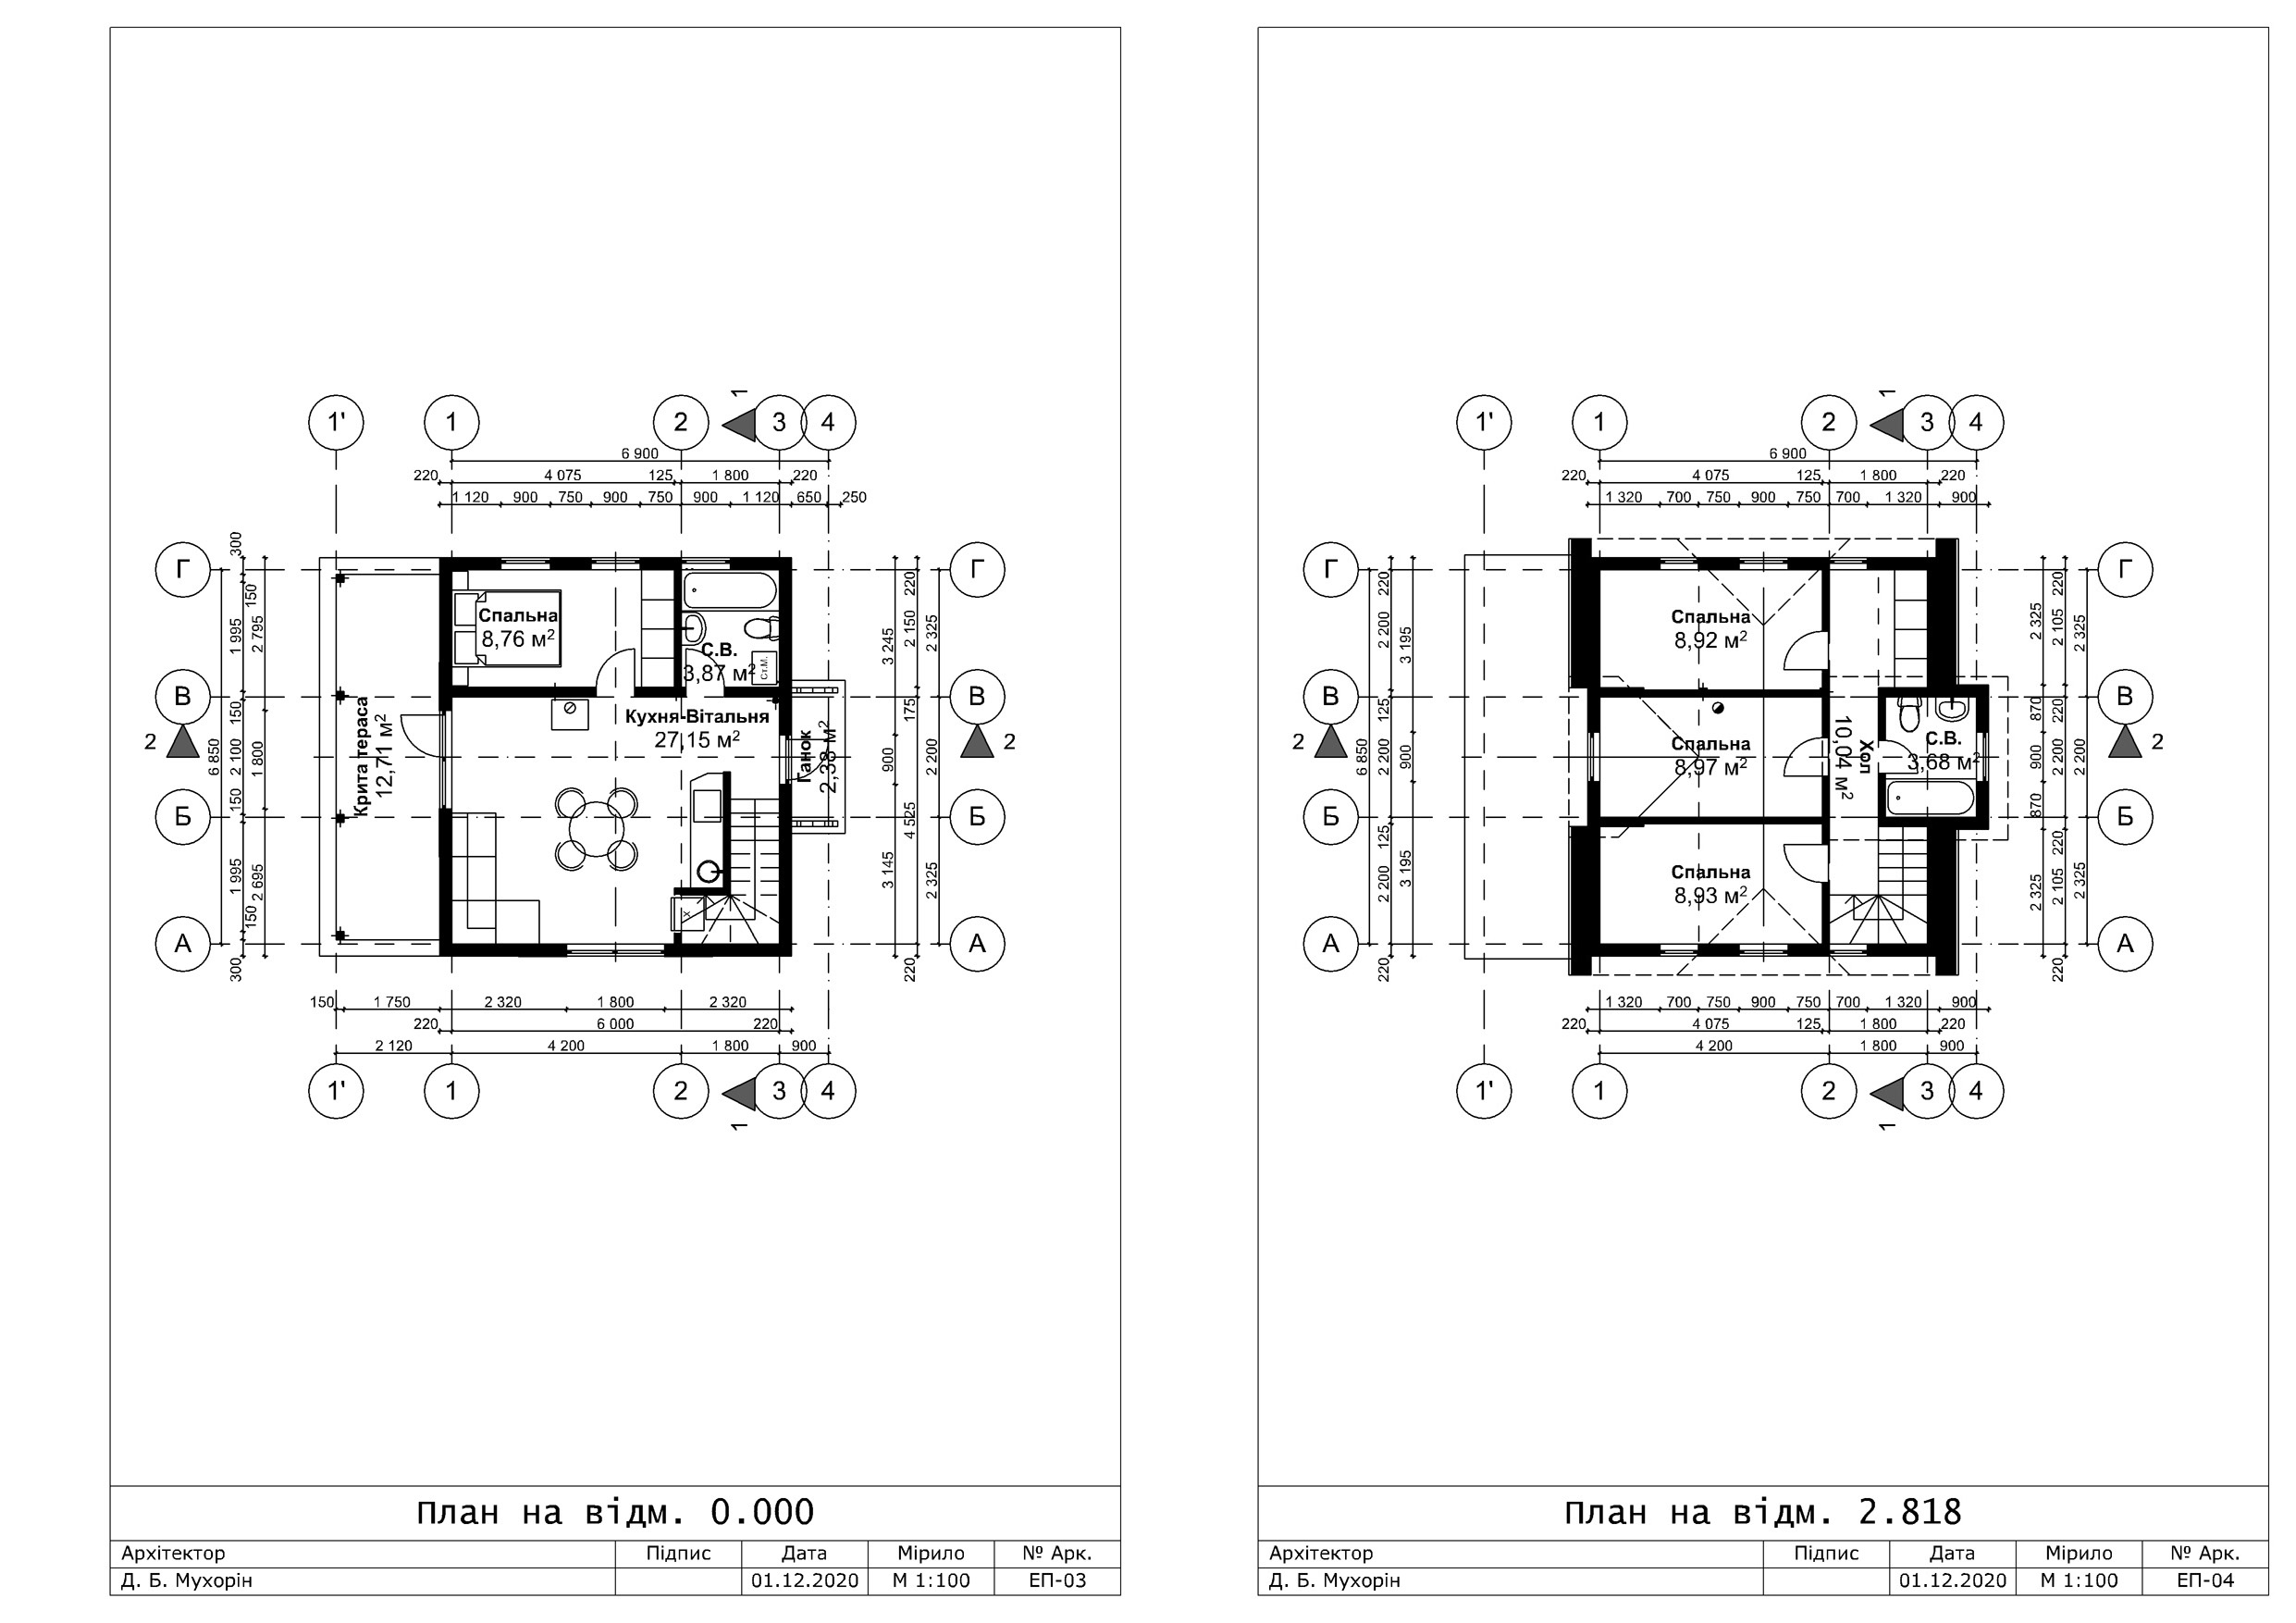 1' 1 2 3 4
1
6 900
220 4 075 125 1 800 220
1 120 900 750 900 750 900 1 120 650 250
Г
В
Б
А
2
6 850
300 1 995 150 2 100 150 1 995 300
150 2 795 1 800 2 695 150
Спальна
8,76 м²
С.В.
3,87 м²
Ст.М.
Кухня-Вітальня
27,15 м²
Крита тераса
12,71 м²
Ганок
2,38 м²
Х
3 245 900 3 145
220 2 150 175 4 525 220
2 325 2 200 2 325
Г
В
2
Б
А
150 1 750 2 320 1 800 2 320
220 6 000 220
2 120 4 200 1 800 900
1' 1 2 3 4
1
План на відм. 0.000
Архітектор Підпис Дата Мірило № Арк.
Д. Б. Мухорін 01.12.2020 М 1:100 ЕП-03
1' 1 2 3 4
1
6 900
220 4 075 125 1 800 220
1 320 700 750 900 750 700 1 320 900
Г
В
2
Б
А
6 850
220 2 200 125 2 200 125 2 200 220
3 195 900 3 195
Спальна
8,92 м²
Спальна
8,97 м²
Спальна
8,93 м²
Хол
10,04 м²
С.В.
3,68 м²
2 325 870 900 870 2 325
220 2 105 220 2 200 220 2 105 220
2 325 2 200 2 325
Г
В
2
Б
А
1 320 700 750 900 750 700 1 320 900
220 4 075 125 1 800 220
4 200 1 800 900
1' 1 2 3 4
1
План на відм. 2.818
Архітектор Підпис Дата Мірило № Арк.
Д. Б. Мухорін 01.12.2020 М 1:100 ЕП-04